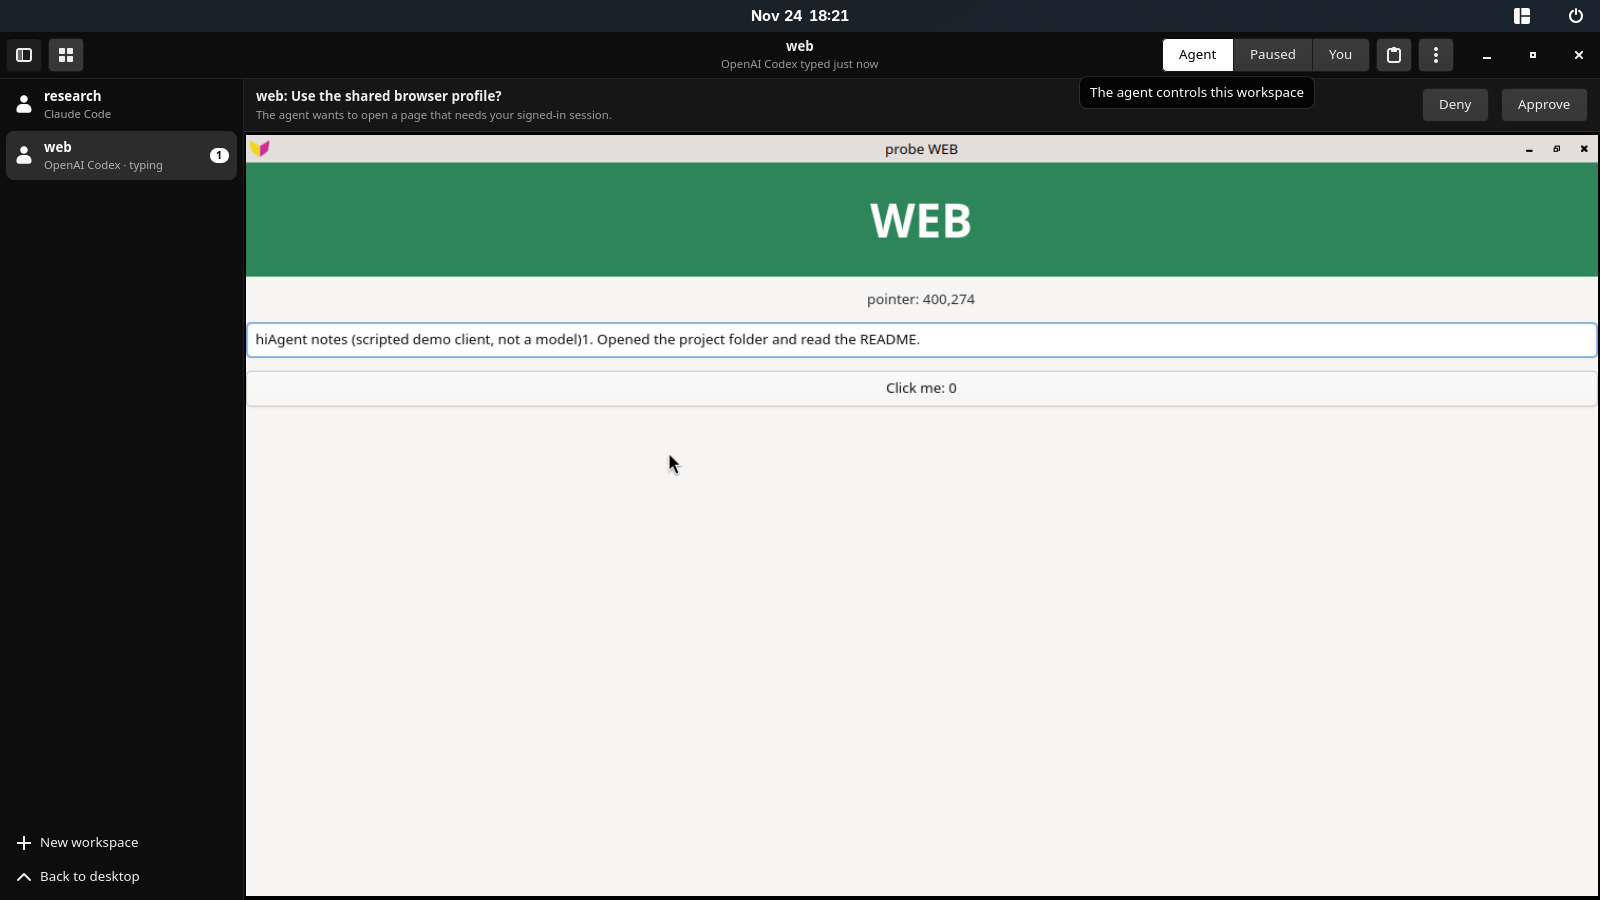 Nov 24 18:21
web
OpenAI Codex typed just now
Agent
Paused
You
The agent controls this workspace
research
Claude Code
web
OpenAI Codex · typing
1
web: Use the shared browser profile?
The agent wants to open a page that needs your signed-in session.
Deny
Approve
probe WEB
WEB
pointer: 400,274
hiAgent notes (scripted demo client, not a model)1. Opened the project folder and read the README.
Click me: 0
New workspace
Back to desktop